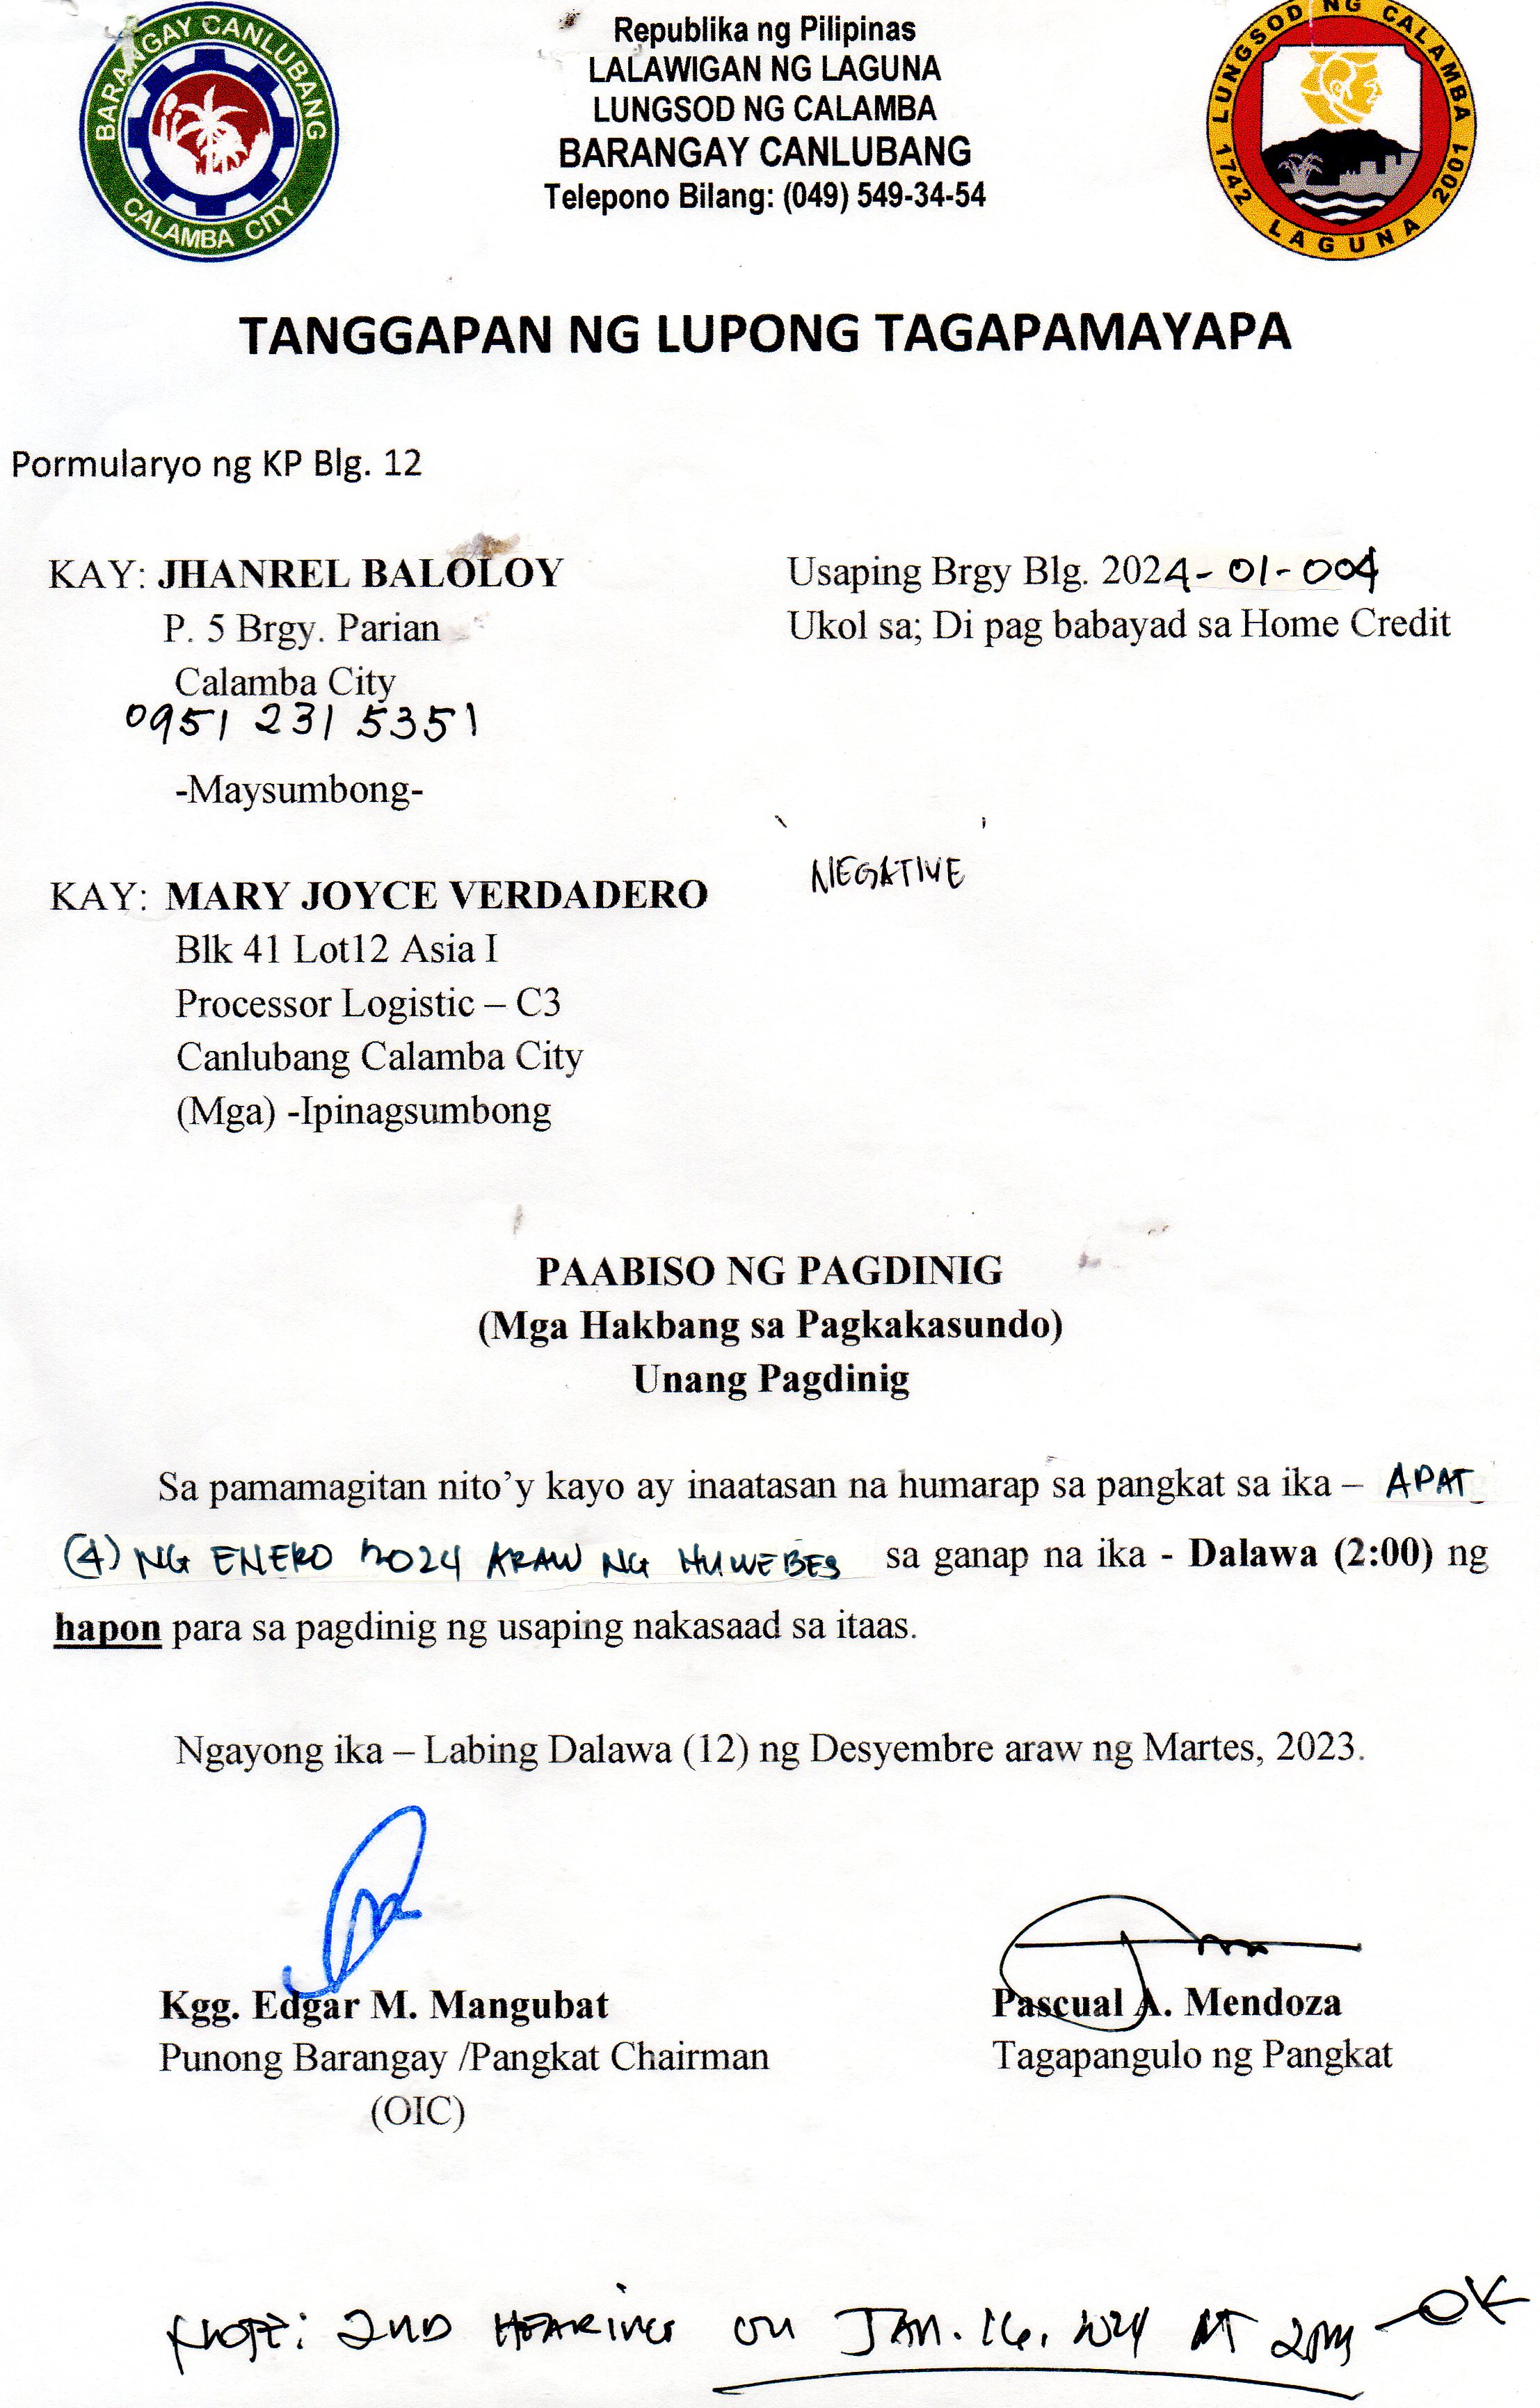 BARANGAY CANLUBANG
CALAMBA CITY
Republika ng Pilipinas
LALAWIGAN NG LAGUNA
LUNGSOD NG CALAMBA
BARANGAY CANLUBANG
Telepono Bilang: (049) 549-34-54
LUNGSOD NG CALAMBA
1742 LAGUNA 2001
TANGGAPAN NG LUPONG TAGAPAMAYAPA
Pormularyo ng KP Blg. 12
KAY: JHANREL BALOLOY
P. 5 Brgy. Parian
Calamba City
0951 231 5351
-Maysumbong-
Usaping Brgy Blg. 2024-01-004
Ukol sa; Di pag babayad sa Home Credit
NEGATIVE
KAY: MARY JOYCE VERDADERO
Blk 41 Lot12 Asia I
Processor Logistic – C3
Canlubang Calamba City
(Mga) -Ipinagsumbong
PAABISO NG PAGDINIG
(Mga Hakbang sa Pagkakasundo)
Unang Pagdinig
Sa pamamagitan nito'y kayo ay inaatasan na humarap sa pangkat sa ika – APAT
(4) NG ENERO 2024 ARAW NG HUWEBES sa ganap na ika - Dalawa (2:00) ng
hapon para sa pagdinig ng usaping nakasaad sa itaas.
Ngayong ika – Labing Dalawa (12) ng Desyembre araw ng Martes, 2023.
Kgg. Edgar M. Mangubat
Punong Barangay /Pangkat Chairman
(OIC)
Pascual A. Mendoza
Tagapangulo ng Pangkat
Note: 2ND HEARING ON JAN. 16, 2024 AT 2PM - OK